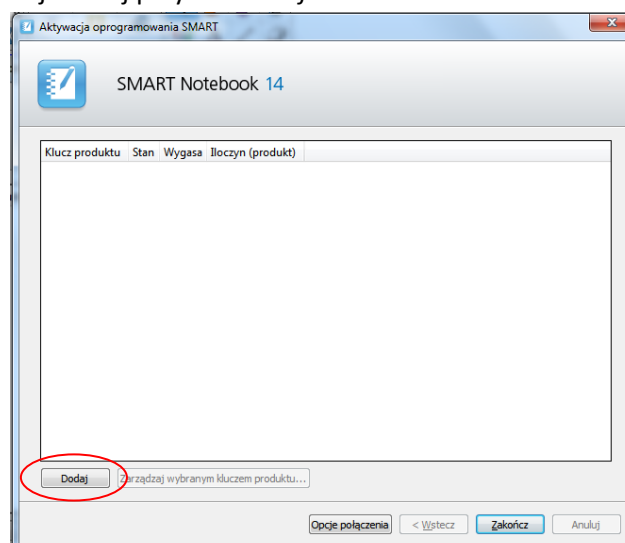 Aktywacja oprogramowania SMART
SMART Notebook 14
Klucz produktu Stan Wygasa Iloczyn (produkt)
Dodaj Zarządzaj wybranym kluczem produktu...
Opcje połączenia < Wstecz Zakończ Anuluj